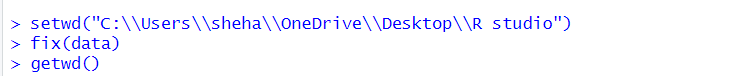 > setwd("C:\\Users\\sheha\\OneDrive\\Desktop\\R studio")
> fix(data)
> getwd()